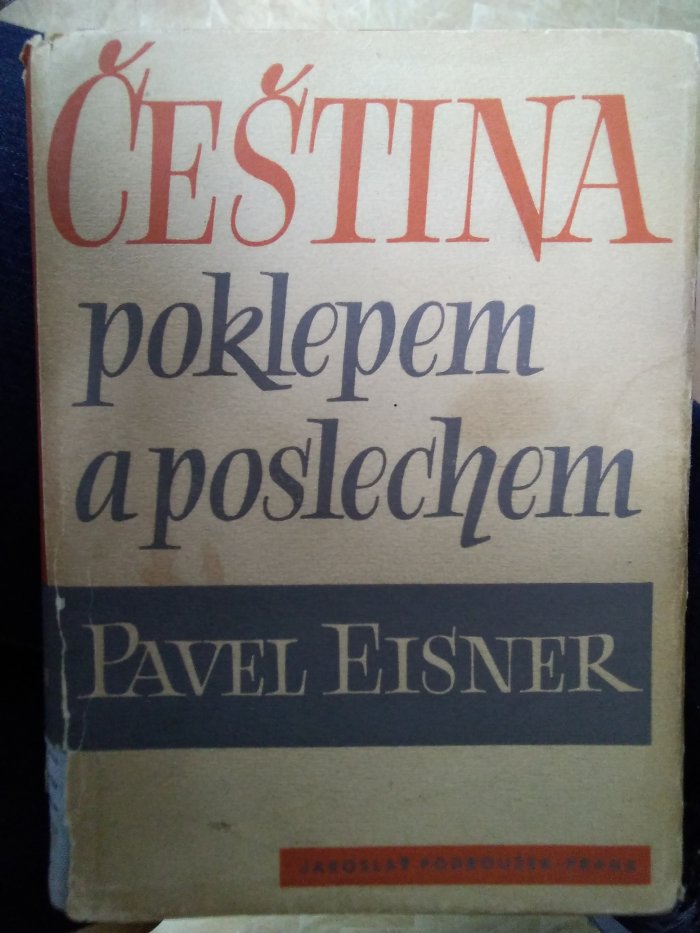 ČEŠTINA
poklepem
a poslechem
PAVEL EISNER
JAROSLAV PODROUŽEK PRAHA